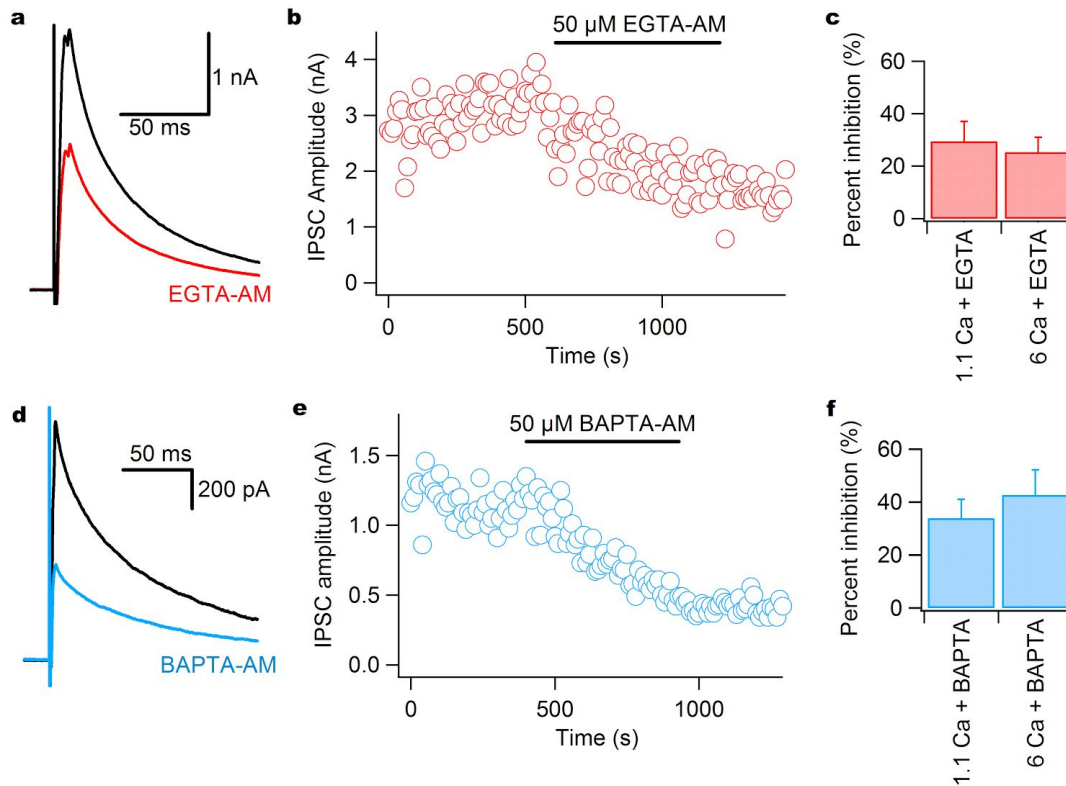 a
1 nA
50 ms
EGTA-AM
b
50 µM EGTA-AM
IPSC Amplitude (nA)
4
3
2
1
0
0 500 1000
Time (s)
c
Percent inhibition (%)
60
40
20
0
1.1 Ca + EGTA
6 Ca + EGTA
d
50 ms
200 pA
BAPTA-AM
e
50 µM BAPTA-AM
IPSC amplitude (nA)
1.5
1.0
0.5
0.0
0 500 1000
Time (s)
f
Percent inhibition (%)
60
40
20
0
1.1 Ca + BAPTA
6 Ca + BAPTA